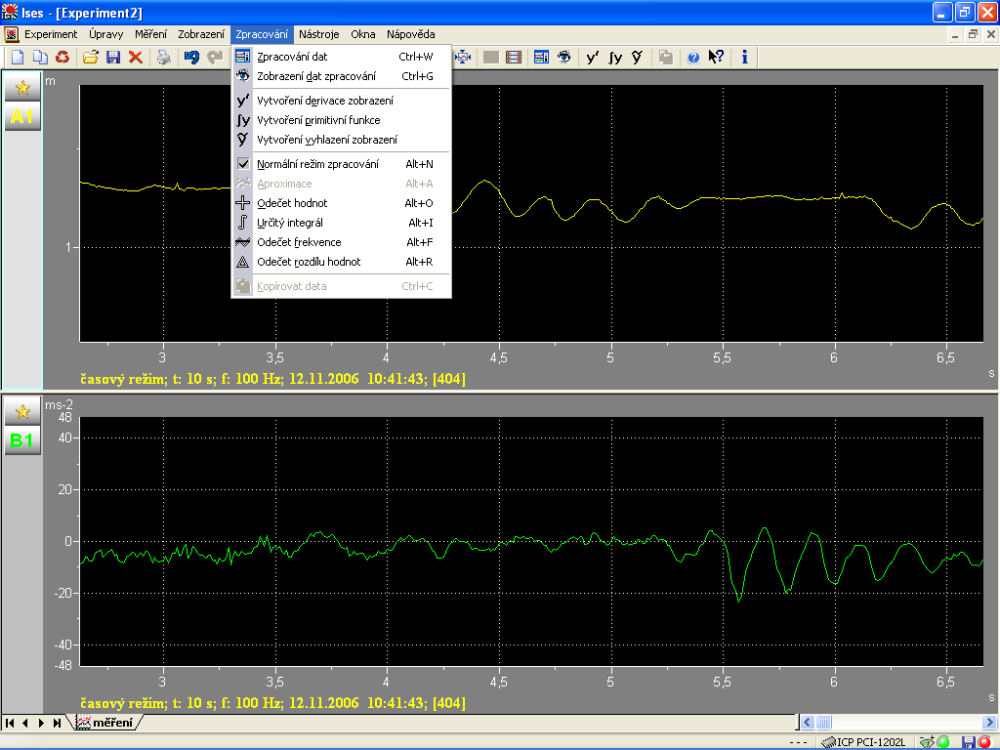 Ises - [Experiment2]
Experiment Úpravy Měření Zobrazení Zpracování Nástroje Okna Nápověda
y' ∫y
Zpracování dat Ctrl+W
Zobrazení dat zpracování Ctrl+G
y' Vytvoření derivace zobrazení
∫y Vytvoření primitivní funkce
Vytvoření vyhlazení zobrazení
Normální režim zpracování Alt+N
Aproximace Alt+A
Odečet hodnot Alt+O
Určitý integrál Alt+I
Odečet frekvence Alt+F
Odečet rozdílu hodnot Alt+R
Kopírovat data Ctrl+C
A1
m
1
3 3,5 4 4,5 5 5,5 6 6,5
s
časový režim; t: 10 s; f: 100 Hz; 12.11.2006 10:41:43; [404]
B1
ms-2
48
40
20
0
-20
-40
-48
3 3,5 4 4,5 5 5,5 6 6,5
s
časový režim; t: 10 s; f: 100 Hz; 12.11.2006 10:41:43; [404]
měření
--- ICP PCI-1202L